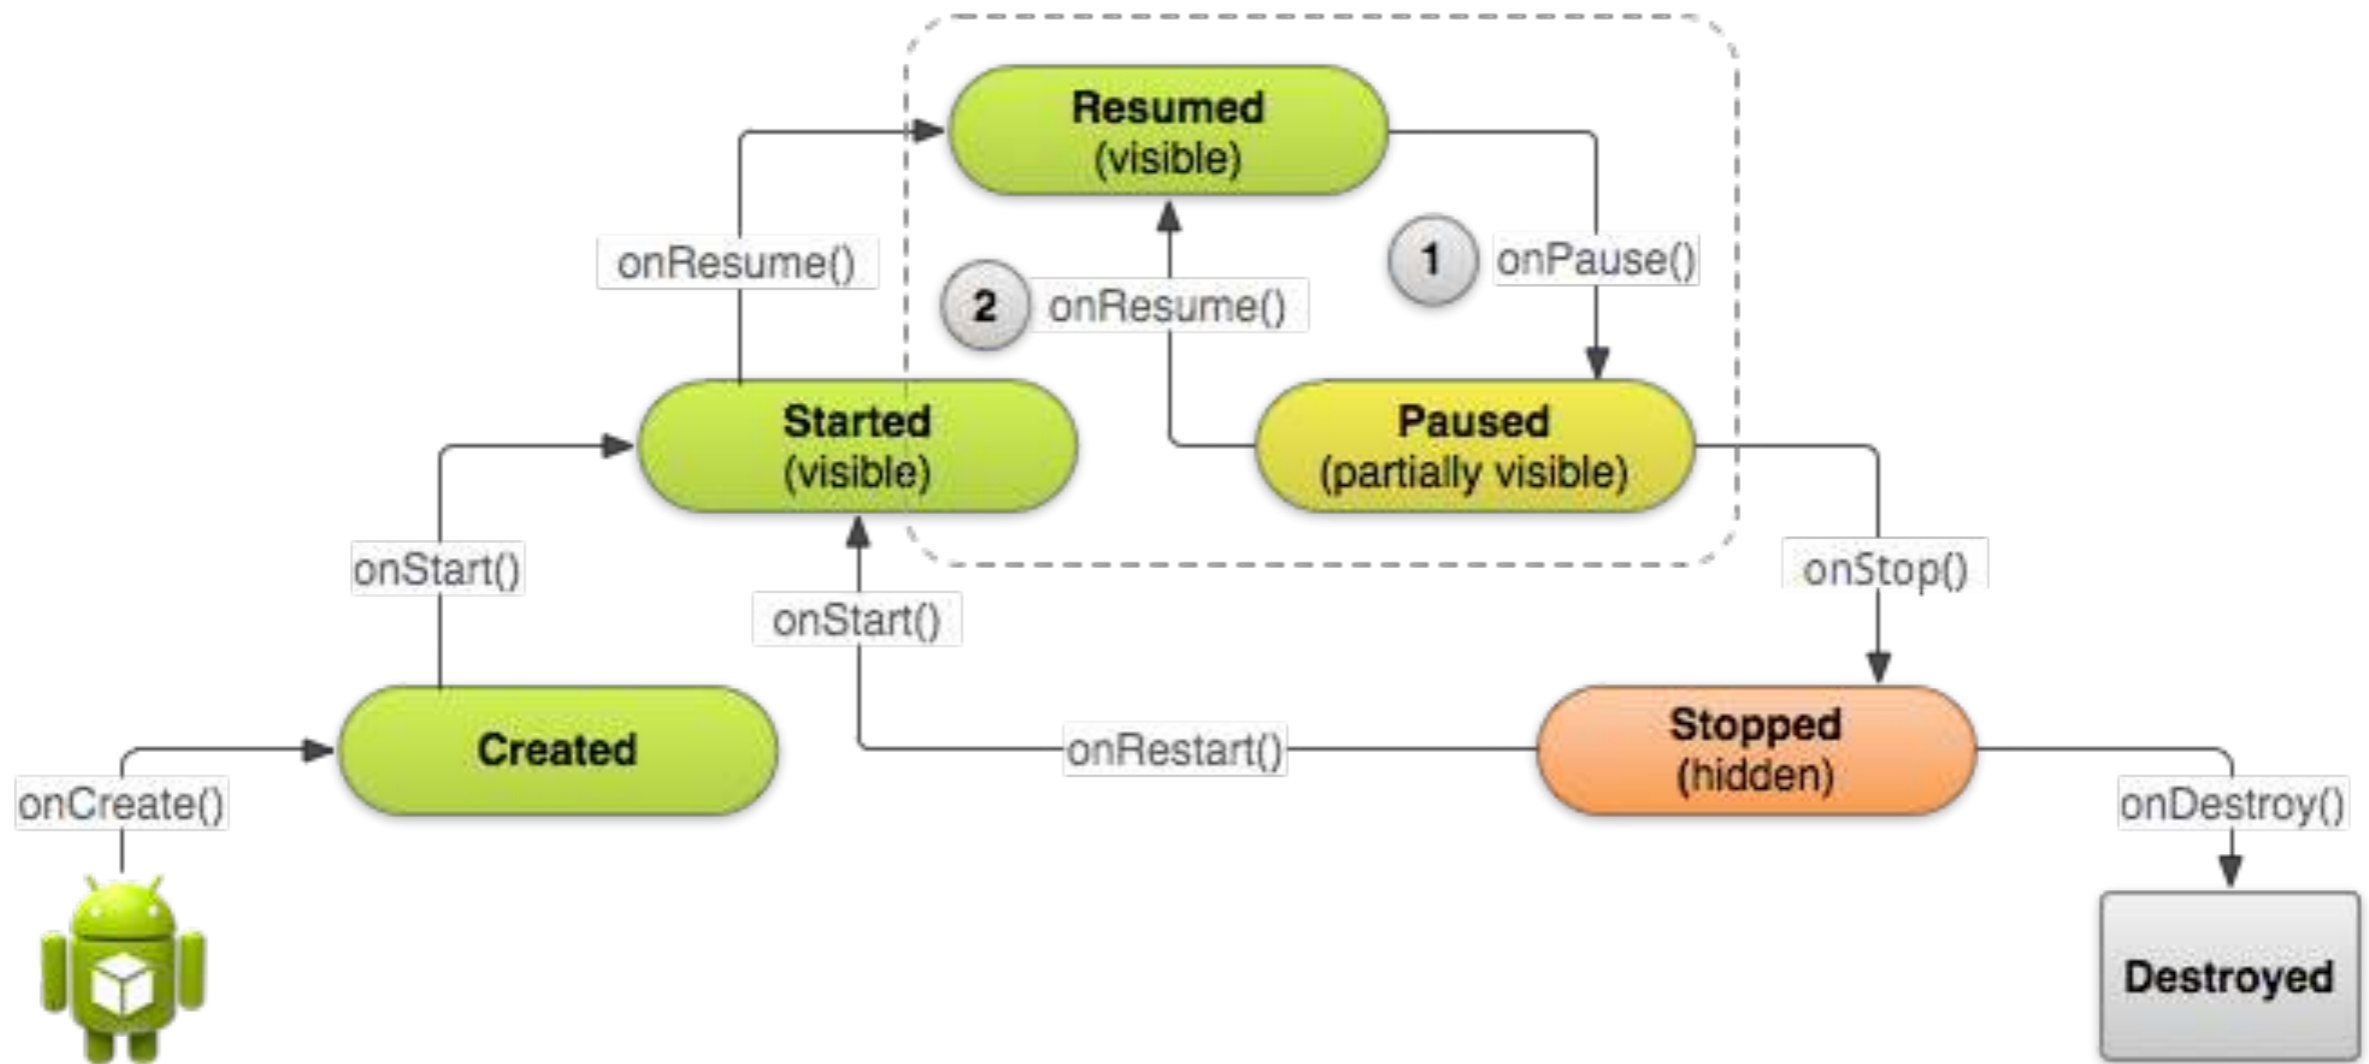 Resumed
(visible)
onResume()
1
onPause()
2
onResume()
Started
(visible)
Paused
(partially visible)
onStart()
onStop()
onStart()
Created
onRestart()
Stopped
(hidden)
onCreate()
onDestroy()
Destroyed